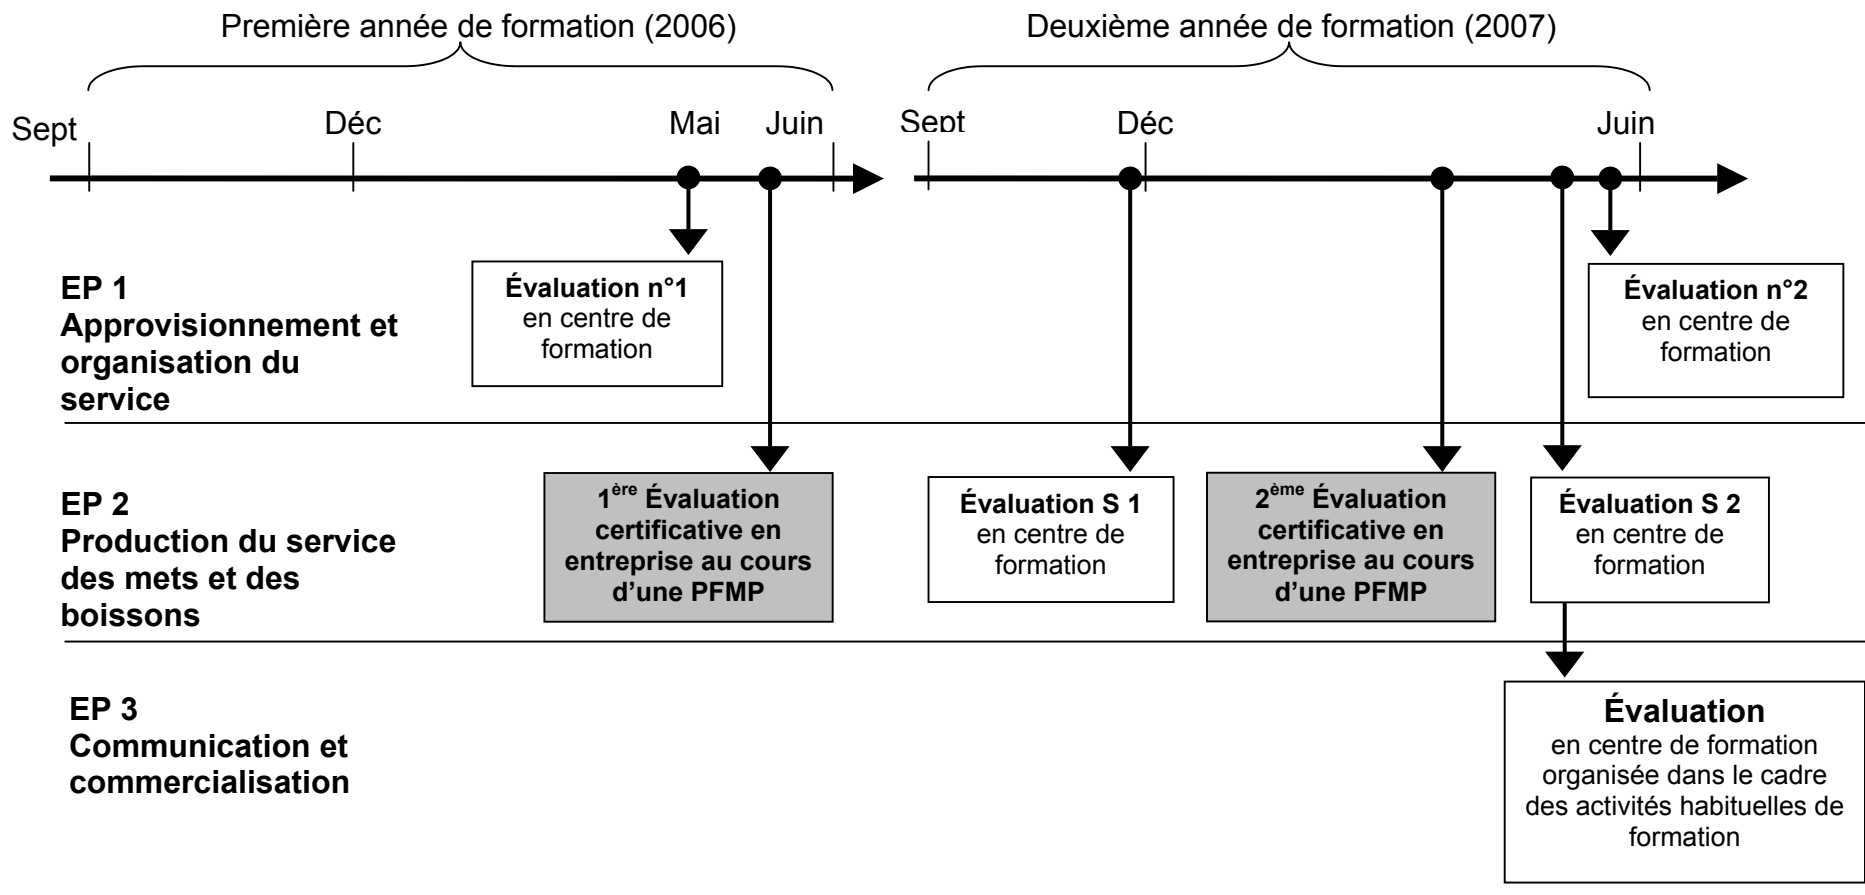 Première année de formation (2006)
Deuxième année de formation (2007)
Sept
Déc
Mai
Juin
Sept
Déc
Juin
EP 1
Approvisionnement et
organisation du
service
Évaluation n°1
en centre de
formation
Évaluation n°2
en centre de
formation
EP 2
Production du service
des mets et des
boissons
1ère Évaluation
certificative en
entreprise au cours
d’une PFMP
Évaluation S 1
en centre de
formation
2ème Évaluation
certificative en
entreprise au cours
d’une PFMP
Évaluation S 2
en centre de
formation
EP 3
Communication et
commercialisation
Évaluation
en centre de formation
organisée dans le cadre
des activités habituelles de
formation